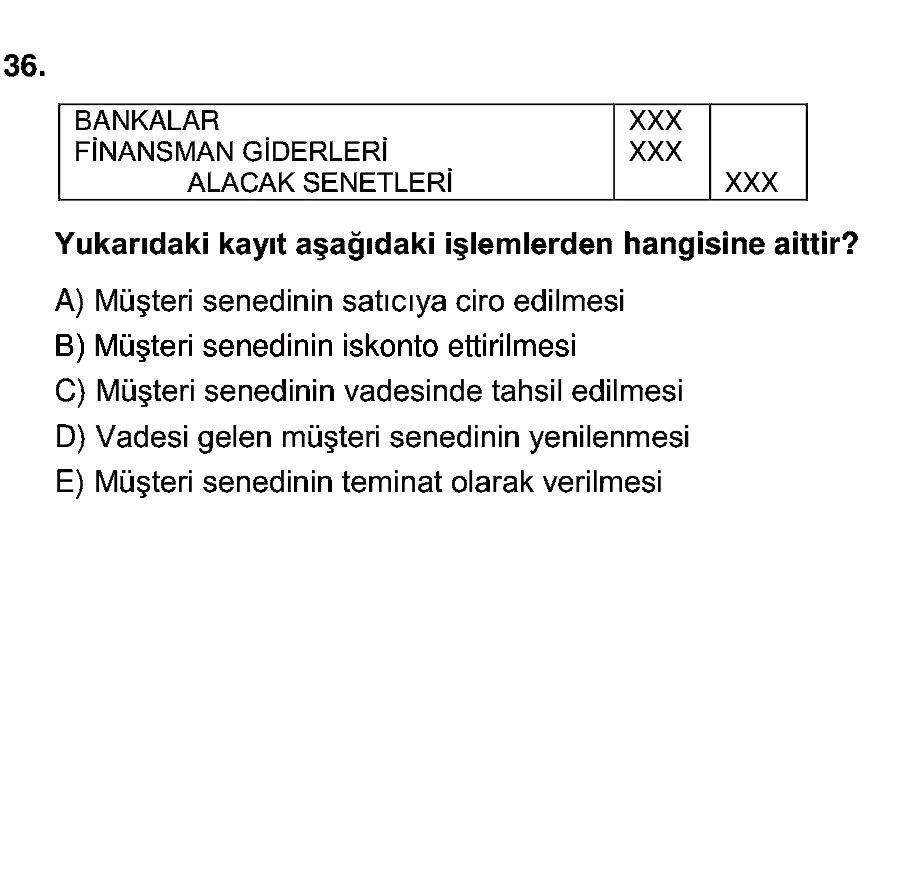 36.
BANKALAR XXX
FİNANSMAN GİDERLERİ XXX
ALACAK SENETLERİ XXX
Yukarıdaki kayıt aşağıdaki işlemlerden hangisine aittir?
A) Müşteri senedinin satıcıya ciro edilmesi
B) Müşteri senedinin iskonto ettirilmesi
C) Müşteri senedinin vadesinde tahsil edilmesi
D) Vadesi gelen müşteri senedinin yenilenmesi
E) Müşteri senedinin teminat olarak verilmesi